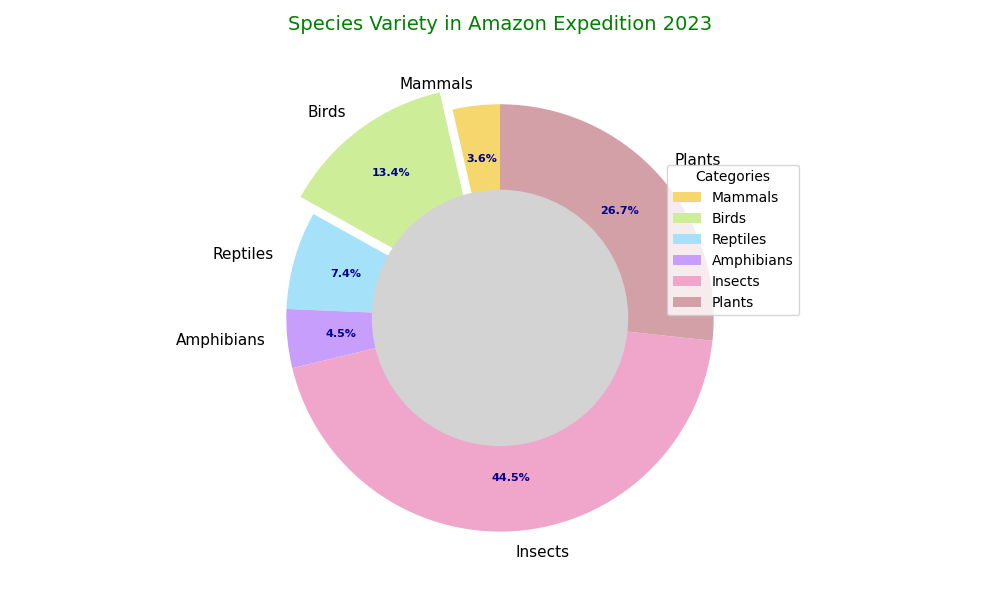 Species Variety in Amazon Expedition 2023
Mammals
Birds
Plants
3.6%
13.4%
26.7%
Reptiles
7.4%
Amphibians
4.5%
44.5%
Insects
Categories
Mammals
Birds
Reptiles
Amphibians
Insects
Plants